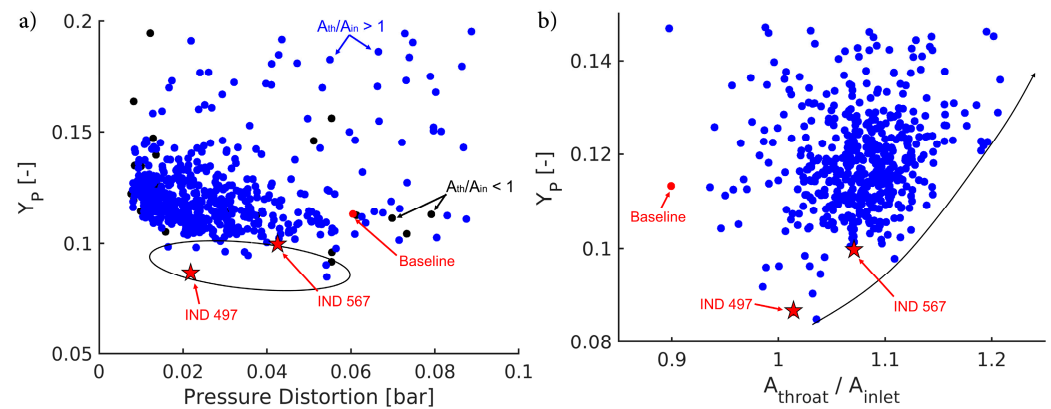 a)
0.2
0.15
0.1
0.05
Y_P [-]
A_th/A_in > 1
A_th/A_in < 1
Baseline
IND 567
IND 497
0
0.02
0.04
0.06
0.08
0.1
Pressure Distortion [bar]
b)
0.14
0.12
0.1
0.08
Y_P [-]
Baseline
IND 497
IND 567
0.9
1
1.1
1.2
A_throat / A_inlet